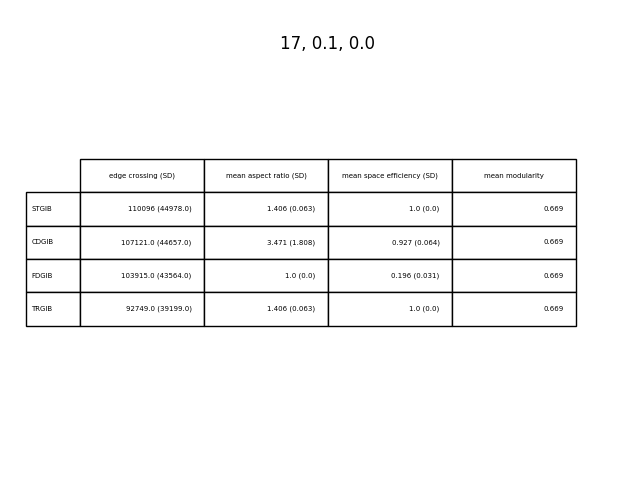 17, 0.1, 0.0
edge crossing (SD) mean aspect ratio (SD) mean space efficiency (SD) mean modularity
STGIB 110096 (44978.0) 1.406 (0.063) 1.0 (0.0) 0.669
CDGIB 107121.0 (44657.0) 3.471 (1.808) 0.927 (0.064) 0.669
FDGIB 103915.0 (43564.0) 1.0 (0.0) 0.196 (0.031) 0.669
TRGIB 92749.0 (39199.0) 1.406 (0.063) 1.0 (0.0) 0.669